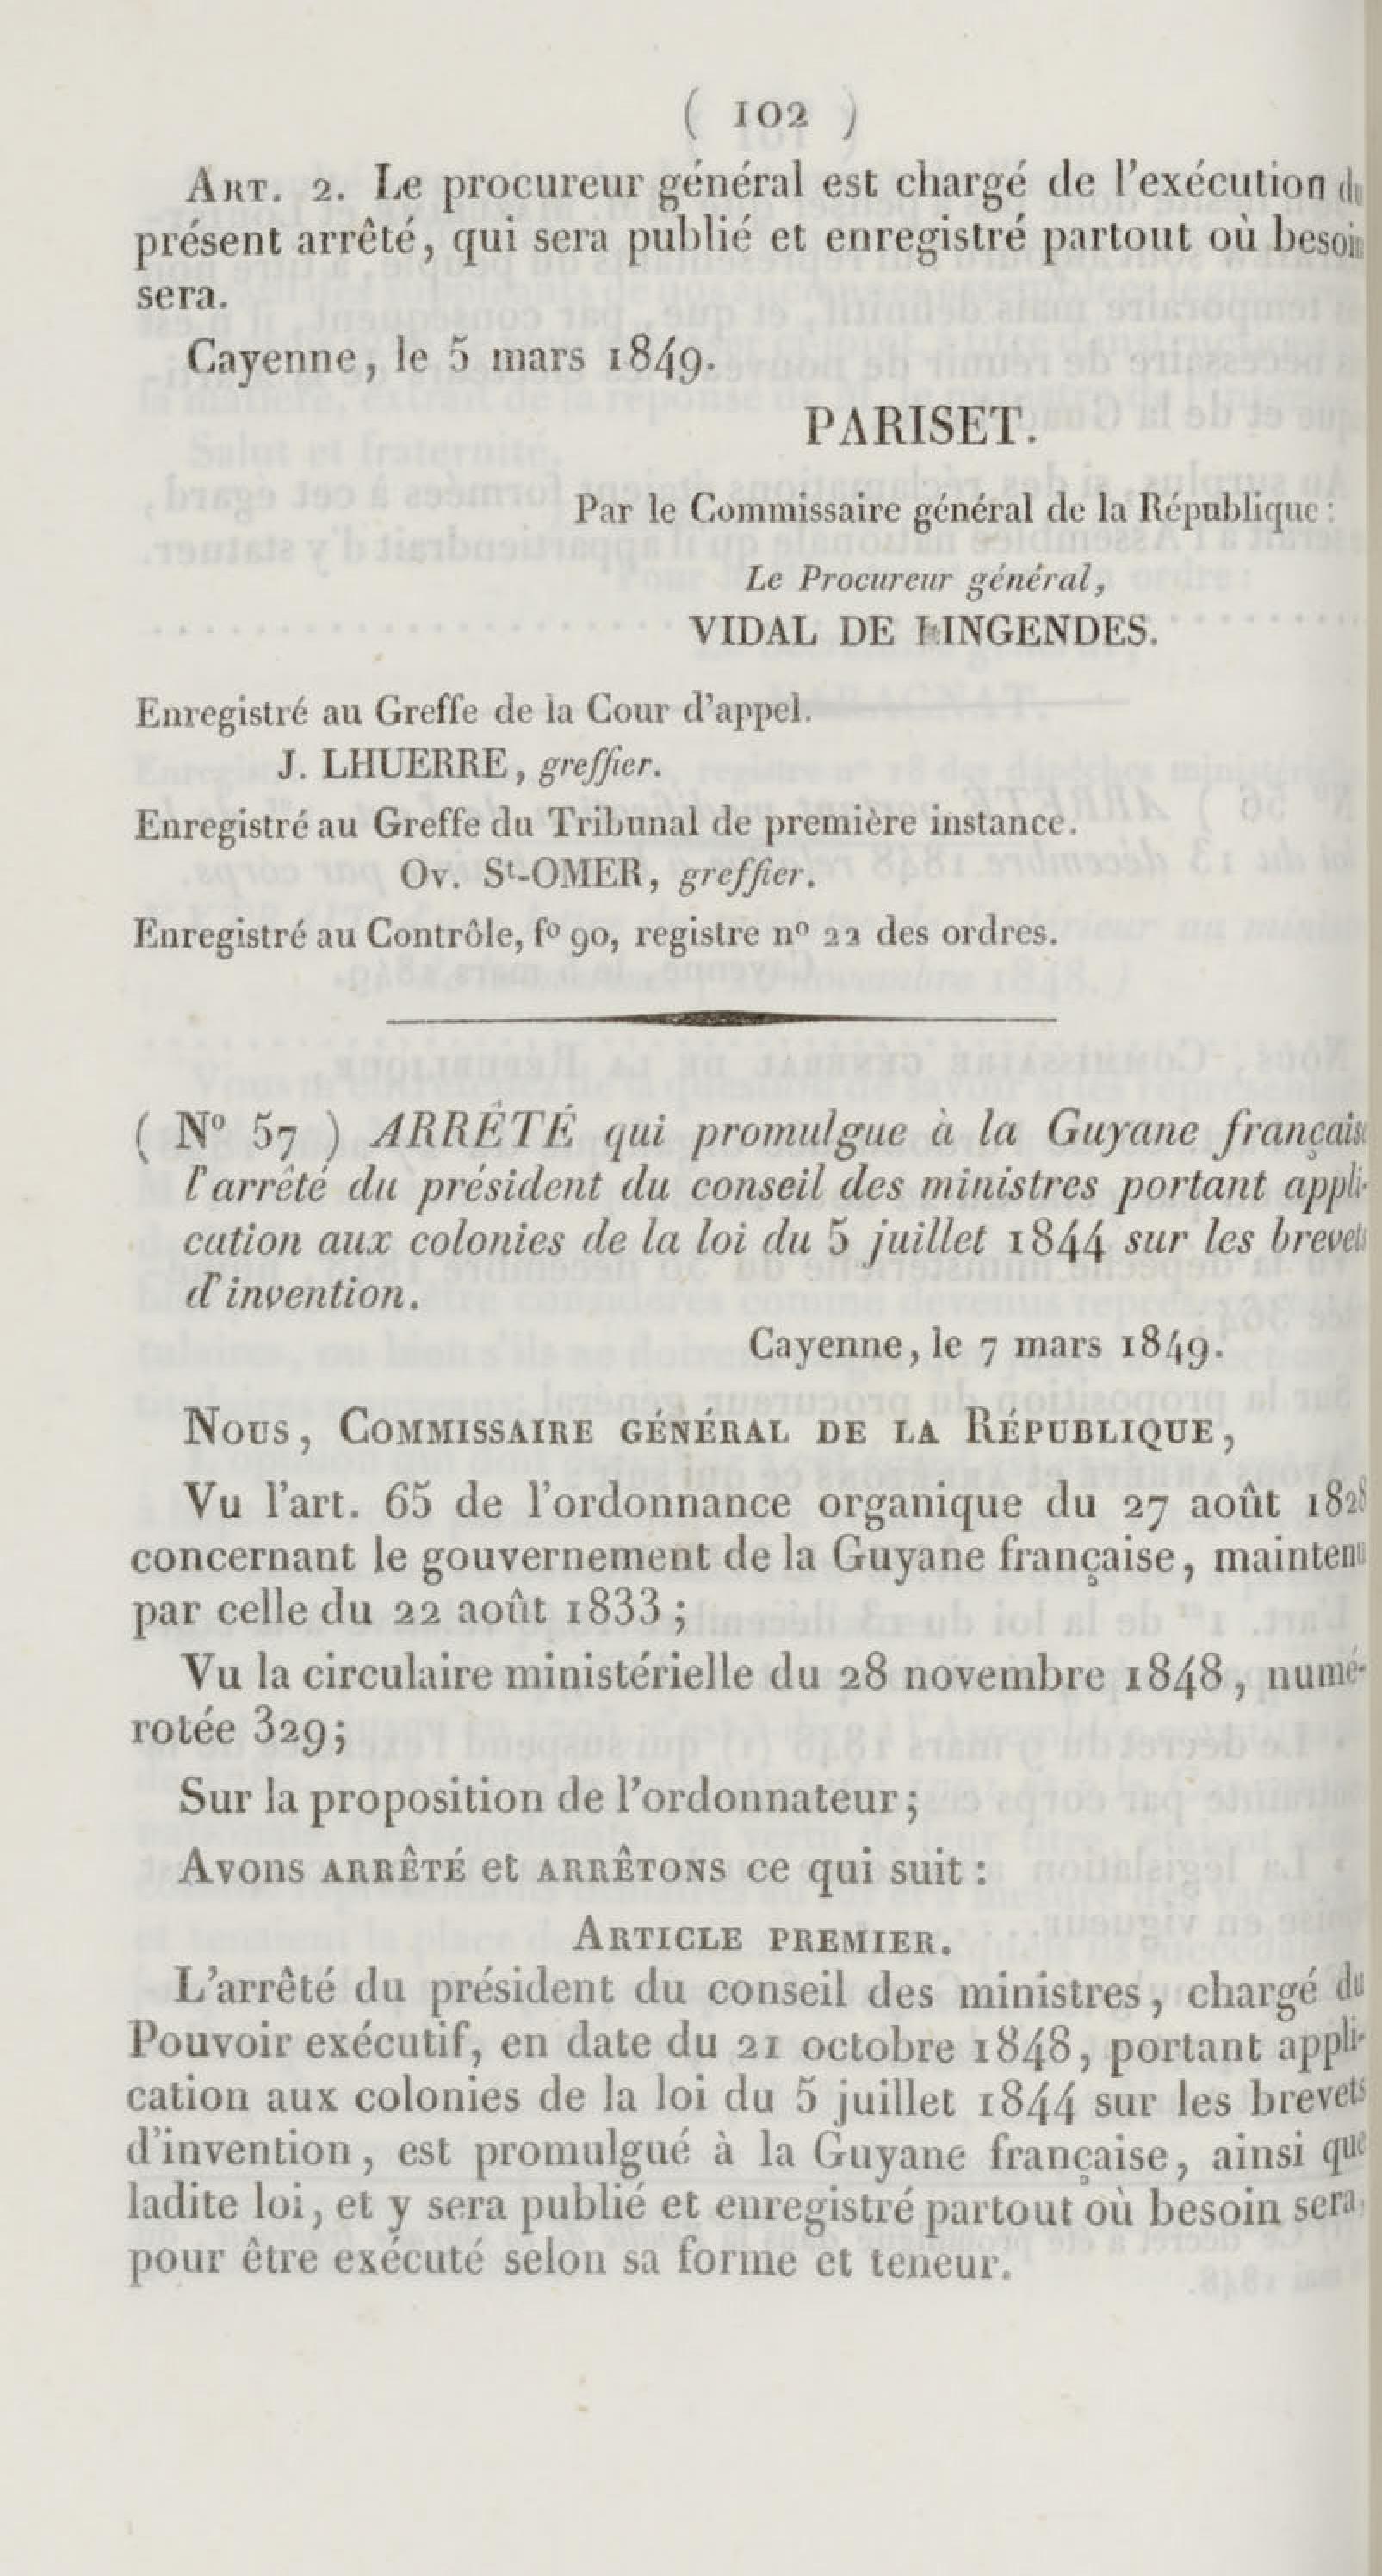 ( 102 )
ART. 2. Le procureur général est chargé de l'exécution du
présent arrêté, qui sera publié et enregistré partout où besoin
sera.
Cayenne, le 5 mars 1849.
PARISET.
Par le Commissaire général de la République :
Le Procureur général,
VIDAL DE LINGENDES.
Enregistré au Greffe de la Cour d'appel.
J. LHUERRE, greffier.
Enregistré au Greffe du Tribunal de première instance.
Ov. St-OMER, greffier.
Enregistré au Contrôle, fo 90, registre no 22 des ordres.
( No 57 ) ARRÊTÉ qui promulgue à la Guyane française
l'arrêté du président du conseil des ministres portant appli-
cation aux colonies de la loi du 5 juillet 1844 sur les brevets
d'invention.
Cayenne, le 7 mars 1849.
NOUS, COMMISSAIRE GÉNÉRAL DE LA RÉPUBLIQUE,
Vu l'art. 65 de l'ordonnance organique du 27 août 1828
concernant le gouvernement de la Guyane française, maintenu
par celle du 22 août 1833 ;
Vu la circulaire ministérielle du 28 novembre 1848, numé-
rotée 329;
Sur la proposition de l'ordonnateur ;
Avons ARRÊTÉ et ARRÊTONS ce qui suit :
ARTICLE PREMIER.
L'arrêté du président du conseil des ministres, chargé du
Pouvoir exécutif, en date du 21 octobre 1848, portant appli-
cation aux colonies de la loi du 5 juillet 1844 sur les brevets
d'invention, est promulgué à la Guyane française, ainsi que
ladite loi, et y sera publié et enregistré partout où besoin sera,
pour être exécuté selon sa forme et teneur.